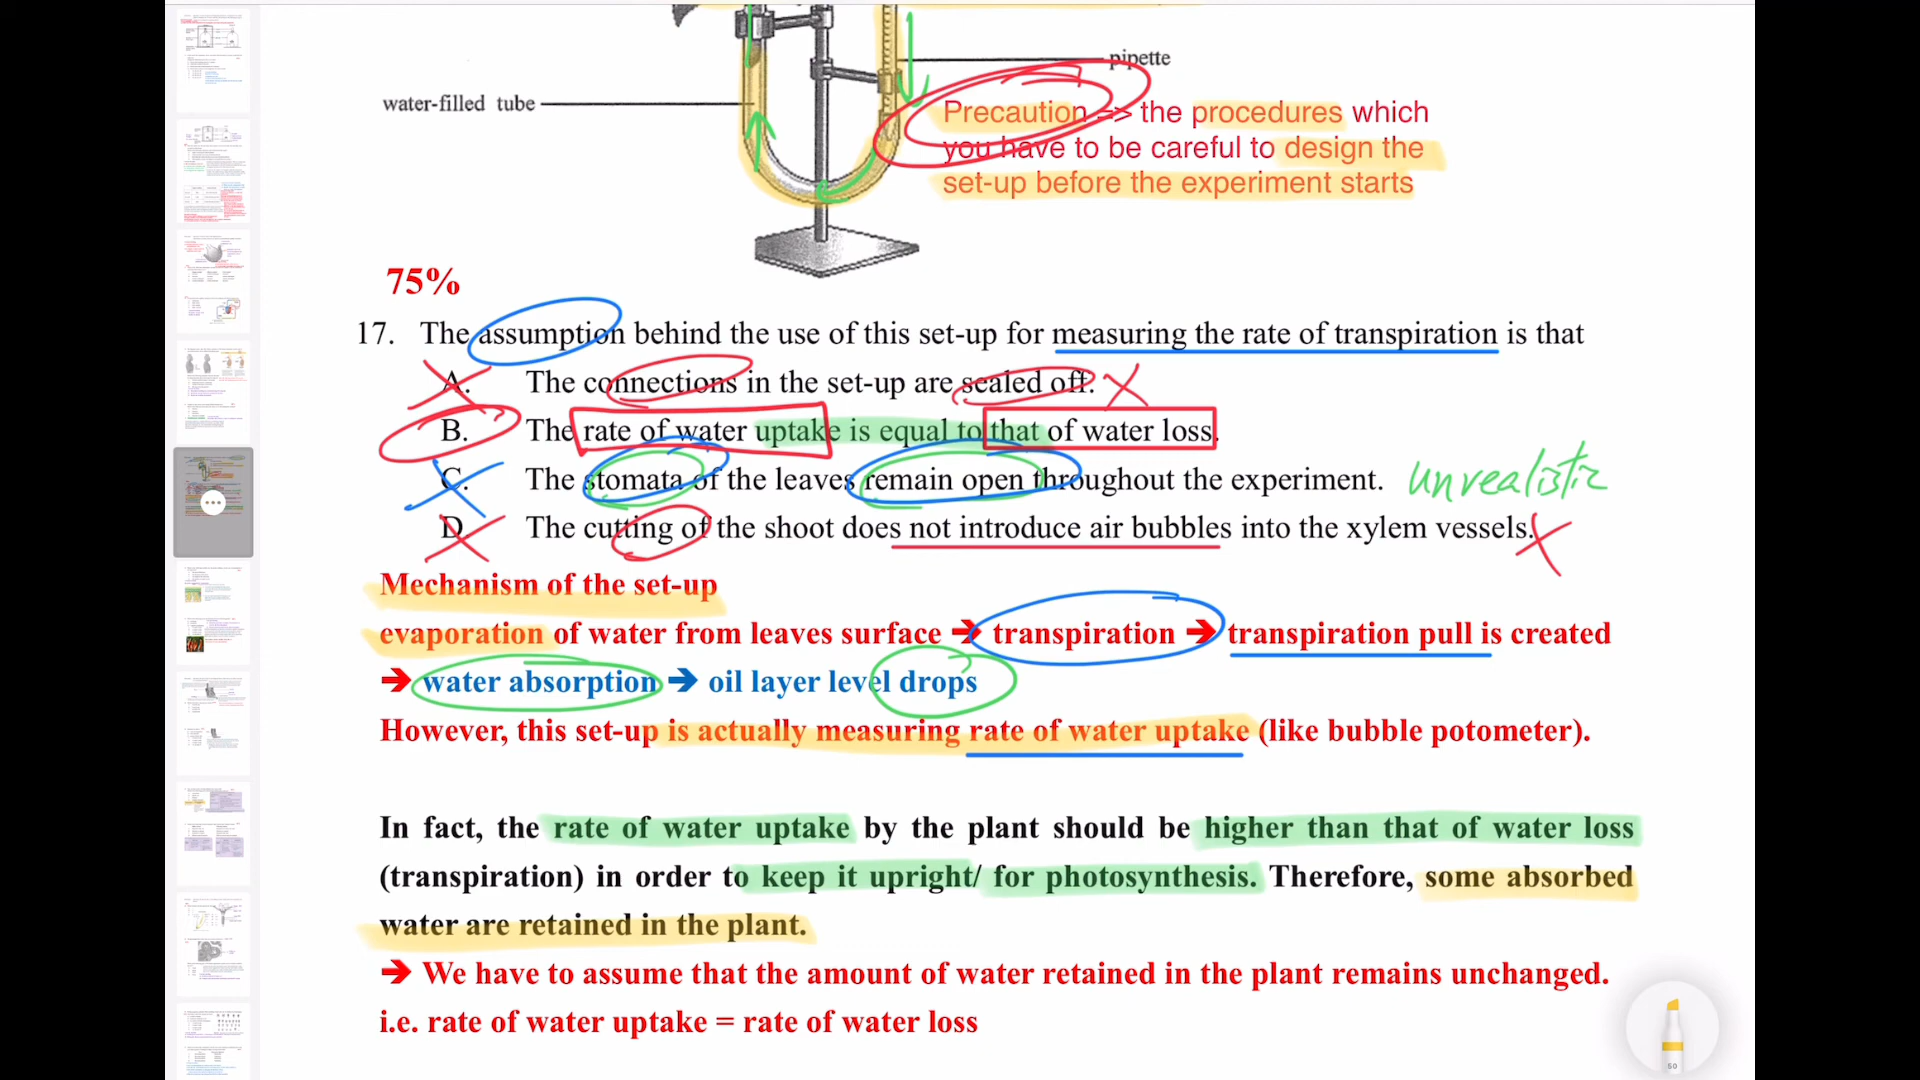 pipette
water-filled tube
Precaution => the procedures which
you have to be careful to design the
set-up before the experiment starts
75%
17. The assumption behind the use of this set-up for measuring the rate of transpiration is that
A. The connections in the set-up are sealed off.
B. The rate of water uptake is equal to that of water loss.
C. The stomata of the leaves remain open throughout the experiment. unrealistic
D. The cutting of the shoot does not introduce air bubbles into the xylem vessels.
Mechanism of the set-up
evaporation of water from leaves surface ➔ transpiration ➔ transpiration pull is created
➔ water absorption ➔ oil layer level drops
However, this set-up is actually measuring rate of water uptake (like bubble potometer).
In fact, the rate of water uptake by the plant should be higher than that of water loss
(transpiration) in order to keep it upright/ for photosynthesis. Therefore, some absorbed
water are retained in the plant.
➔ We have to assume that the amount of water retained in the plant remains unchanged.
i.e. rate of water uptake = rate of water loss
50